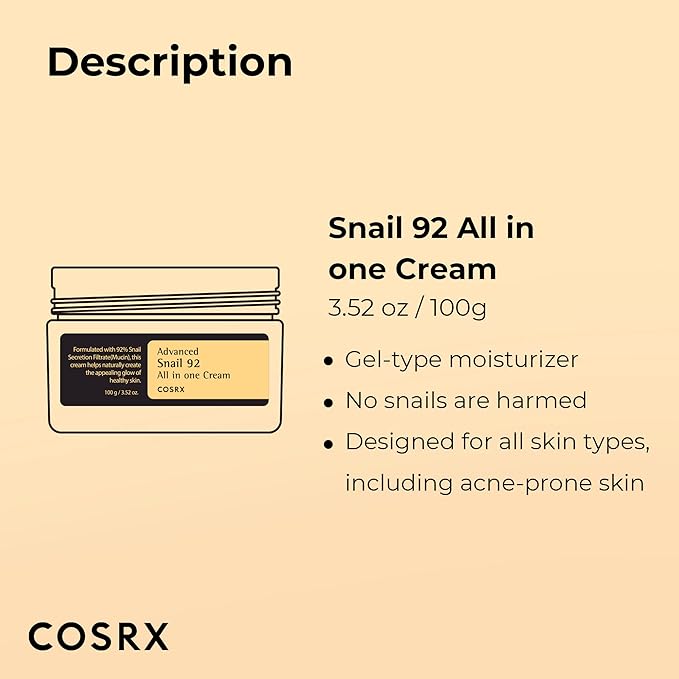 Description
Snail 92 All in
one Cream
3.52 oz / 100g
• Gel-type moisturizer
• No snails are harmed
• Designed for all skin types,
including acne-prone skin
Formulated with 92% Snail
Secretion Filtrate(Mucin), this
cream helps naturally create
the appealing glow of
healthy skin.
100 g / 3.52 oz.
Advanced
Snail 92
All in one Cream
COSRX
COSRX